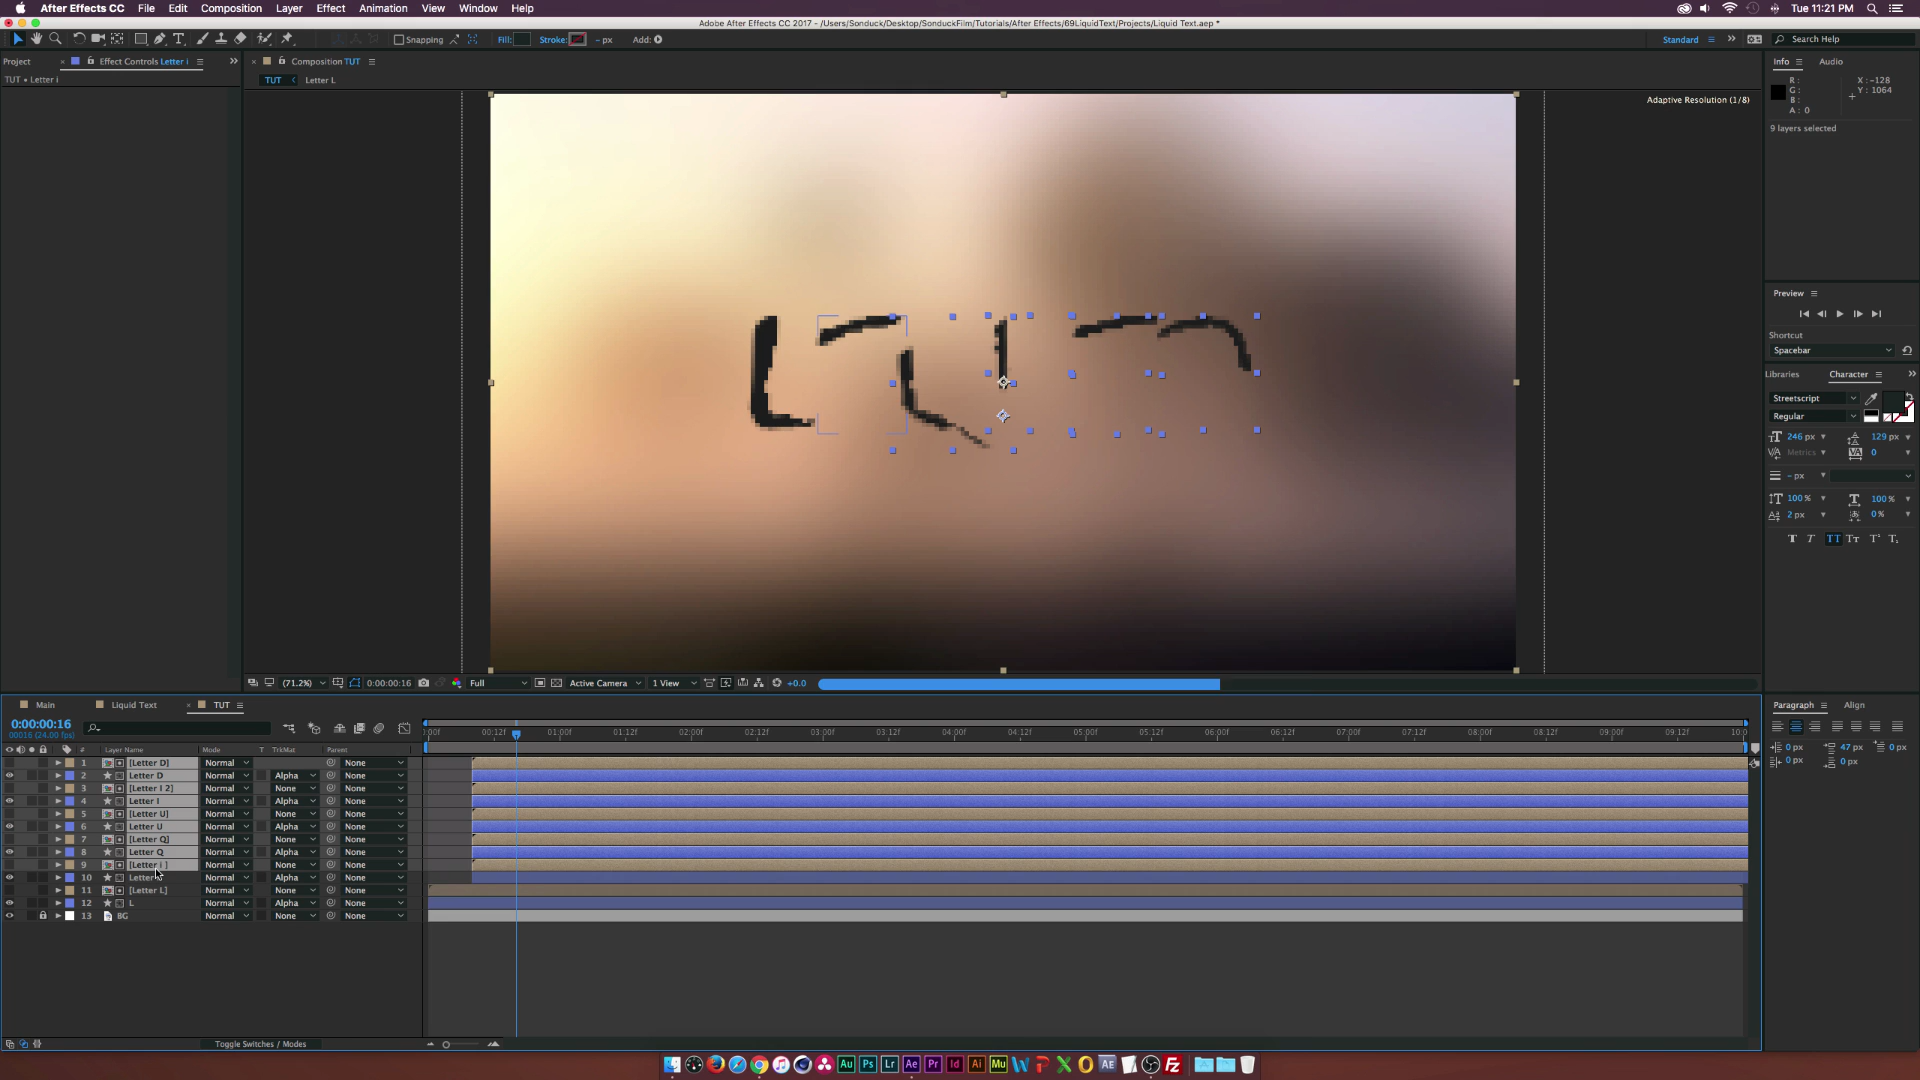 After Effects CC File Edit Composition Layer Effect Animation View Window Help Tue 11:21 PM
Adobe After Effects CC 2017 - /Users/Sonduck/Desktop/SonduckFilm/Tutorials/After Effects/69LiquidText/Projects/Liquid Text.aep *
Snapping Fill: Stroke: - px Add: Standard Search Help
Project Effect Controls Letter i Composition TUT Info Audio
TUT • Letter i TUT Letter L
Adaptive Resolution (1/8)
R: G: B: A: 0
X: -128
Y: 1064
9 layers selected
Preview
Shortcut
Spacebar
Libraries Character
Streetscript
Regular
246 px 129 px
Metrics 0
- px
100% 100%
2 px 0%
T T TT TT T' T,
(71.2%) 0:00:00:16 Full Active Camera 1 View +0.0
Main Liquid Text TUT Paragraph Align
0:00:00:16
00016 (24.00 fps)
:00f 00:12f 01:00f 01:12f 02:00f 02:12f 03:00f 03:12f 04:00f 04:12f 05:00f 05:12f 06:00f 06:12f 07:00f 07:12f 08:00f 08:12f 09:00f 09:12f 10:0
0 px 47 px 0 px
0 px 0 px
# Layer Name Mode T TrkMat Parent
1 [Letter D] Normal None
2 Letter D Normal Alpha None
3 [Letter I 2] Normal None None
4 Letter I Normal Alpha None
5 [Letter U] Normal None None
6 Letter U Normal Alpha None
7 [Letter Q] Normal None None
8 Letter Q Normal Alpha None
9 [Letter i ] Normal None None
10 Letter Normal Alpha None
11 [Letter L] Normal None None
12 L Normal Alpha None
13 BG Normal None None
Toggle Switches / Modes
Au Ps Lr Ae Pr Id Ai Mu W P X O AE Fz